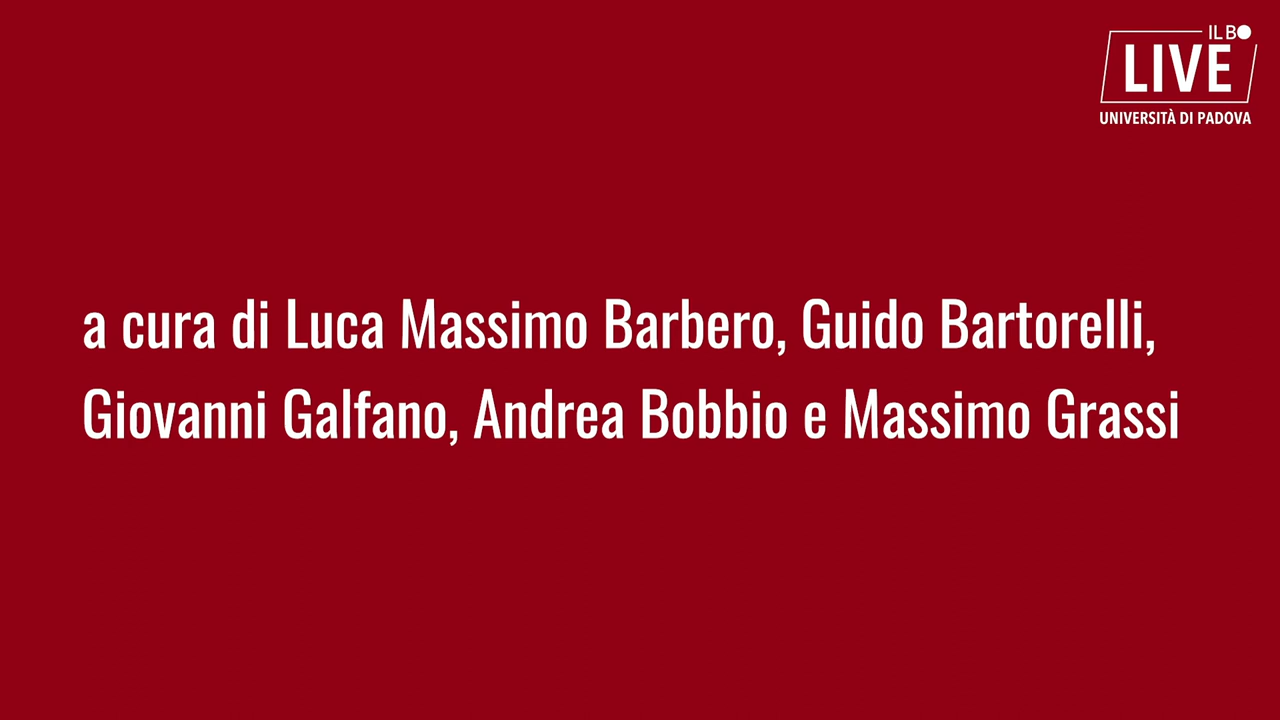 IL BO
LIVE
UNIVERSITÀ DI PADOVA
a cura di Luca Massimo Barbero, Guido Bartorelli,
Giovanni Galfano, Andrea Bobbio e Massimo Grassi